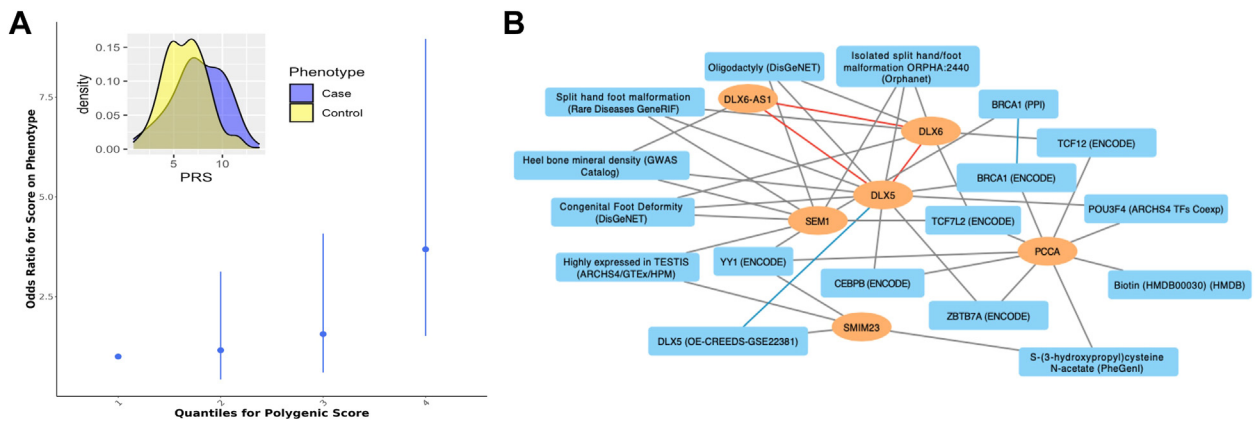 A
Odds Ratio for Score on Phenotype
7.5
5.0
2.5
1
2
3
4
Quantiles for Polygenic Score
density
0.15
0.10
0.05
0.00
5
10
PRS
Phenotype
Case
Control
B
Oligodactyly (DisGeNET)
Isolated split hand/foot
malformation ORPHA:2440
(Orphanet)
DLX6-AS1
Split hand foot malformation
(Rare Diseases GeneRIF)
BRCA1 (PPI)
DLX6
TCF12 (ENCODE)
Heel bone mineral density (GWAS
Catalog)
BRCA1 (ENCODE)
DLX5
Congenital Foot Deformity
(DisGeNET)
SEM1
TCF7L2 (ENCODE)
POU3F4 (ARCHS4 TFs Coexp)
PCCA
Highly expressed in TESTIS
(ARCHS4/GTEx/HPM)
YY1 (ENCODE)
CEBPB (ENCODE)
Biotin (HMDB00030) (HMDB)
ZBTB7A (ENCODE)
SMIM23
DLX5 (OE-CREEDS-GSE22381)
S-(3-hydroxypropyl)cysteine
N-acetate (PheGenI)